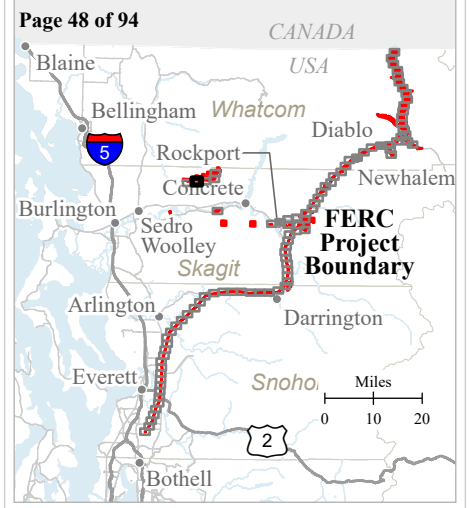 Page 48 of 94
CANADA
USA
Blaine
Bellingham
Whatcom
5
Diablo
Rockport
Newhalem
Concrete
Burlington
Sedro
Woolley
FERC
Project
Boundary
Skagit
Arlington
Darrington
Everett
Snoho
Miles
0 10 20
2
Bothell